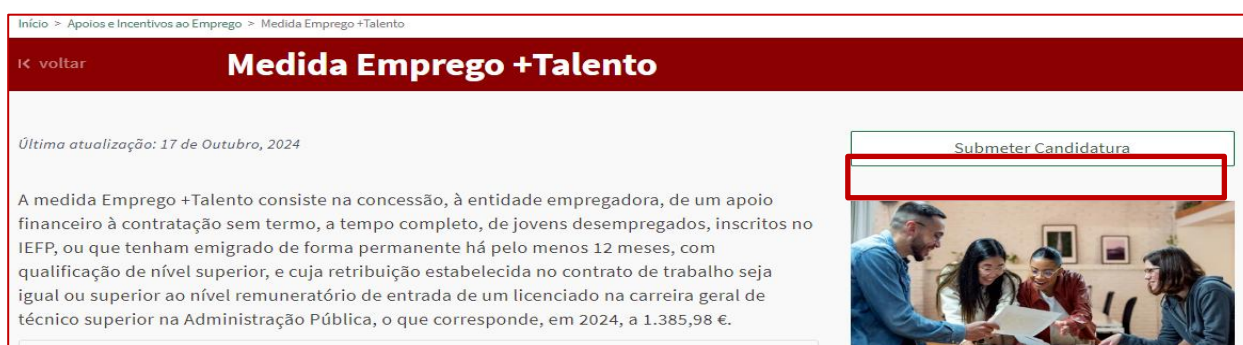 Início > Apoios e Incentivos ao Emprego > Medida Emprego +Talento
voltar
Medida Emprego +Talento
Última atualização: 17 de Outubro, 2024
Submeter Candidatura
A medida Emprego +Talento consiste na concessão, à entidade empregadora, de um apoio
financeiro à contratação sem termo, a tempo completo, de jovens desempregados, inscritos no
IEFP, ou que tenham emigrado de forma permanente há pelo menos 12 meses, com
qualificação de nível superior, e cuja retribuição estabelecida no contrato de trabalho seja
igual ou superior ao nível remuneratório de entrada de um licenciado na carreira geral de
técnico superior na Administração Pública, o que corresponde, em 2024, a 1.385,98 €.